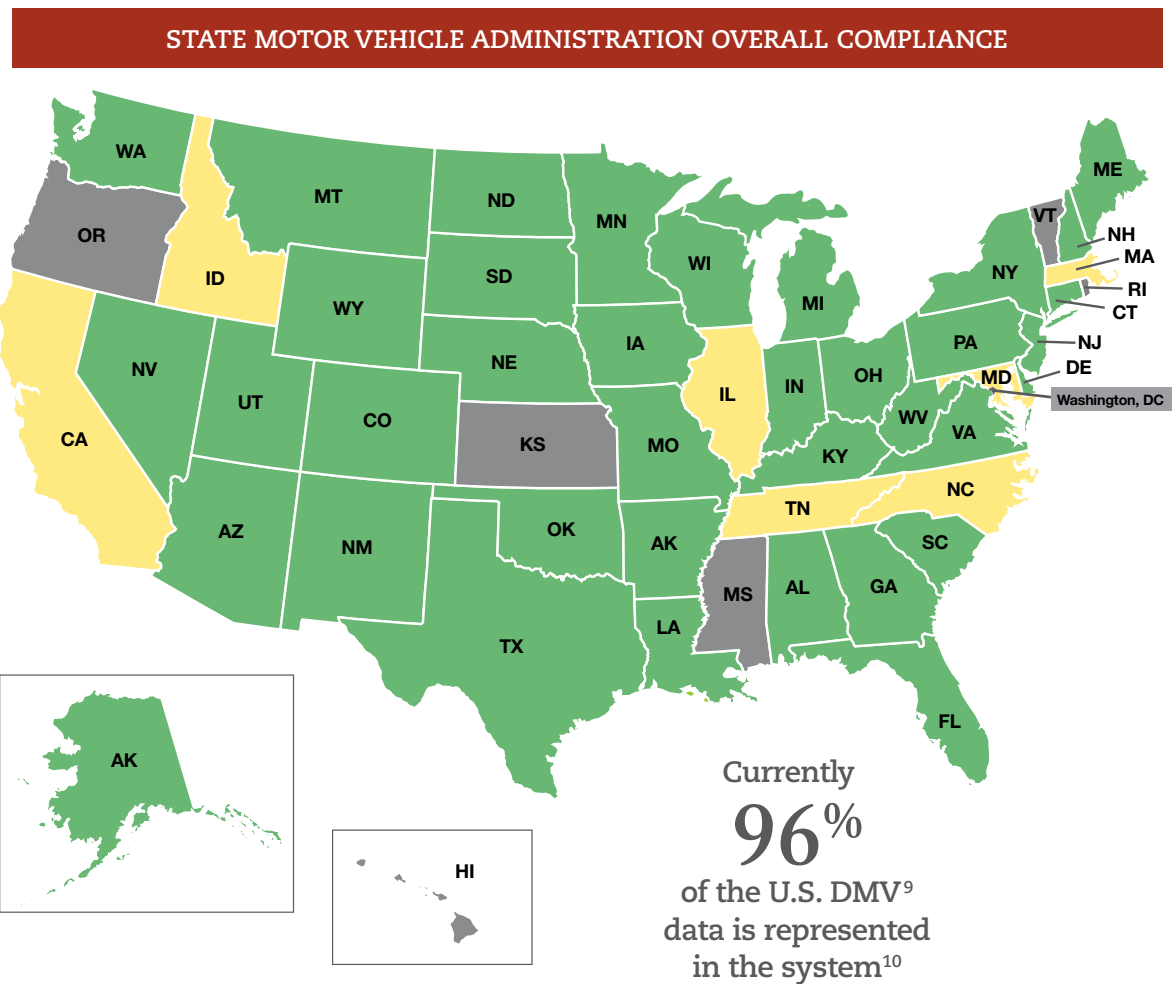 STATE MOTOR VEHICLE ADMINISTRATION OVERALL COMPLIANCE
WA
MT
ND
MN
ME
OR
ID
SD
WI
VT
NH
MA
WY
MI
NY
RI
CT
IA
NV
NE
PA
NJ
DE
UT
CO
IL
IN
OH
MD
Washington, DC
CA
KS
MO
WV
VA
KY
AZ
NM
OK
TN
NC
AK
SC
MS
AL
GA
LA
TX
FL
AK
HI
Currently
96%
of the U.S. DMV9
data is represented
in the system10